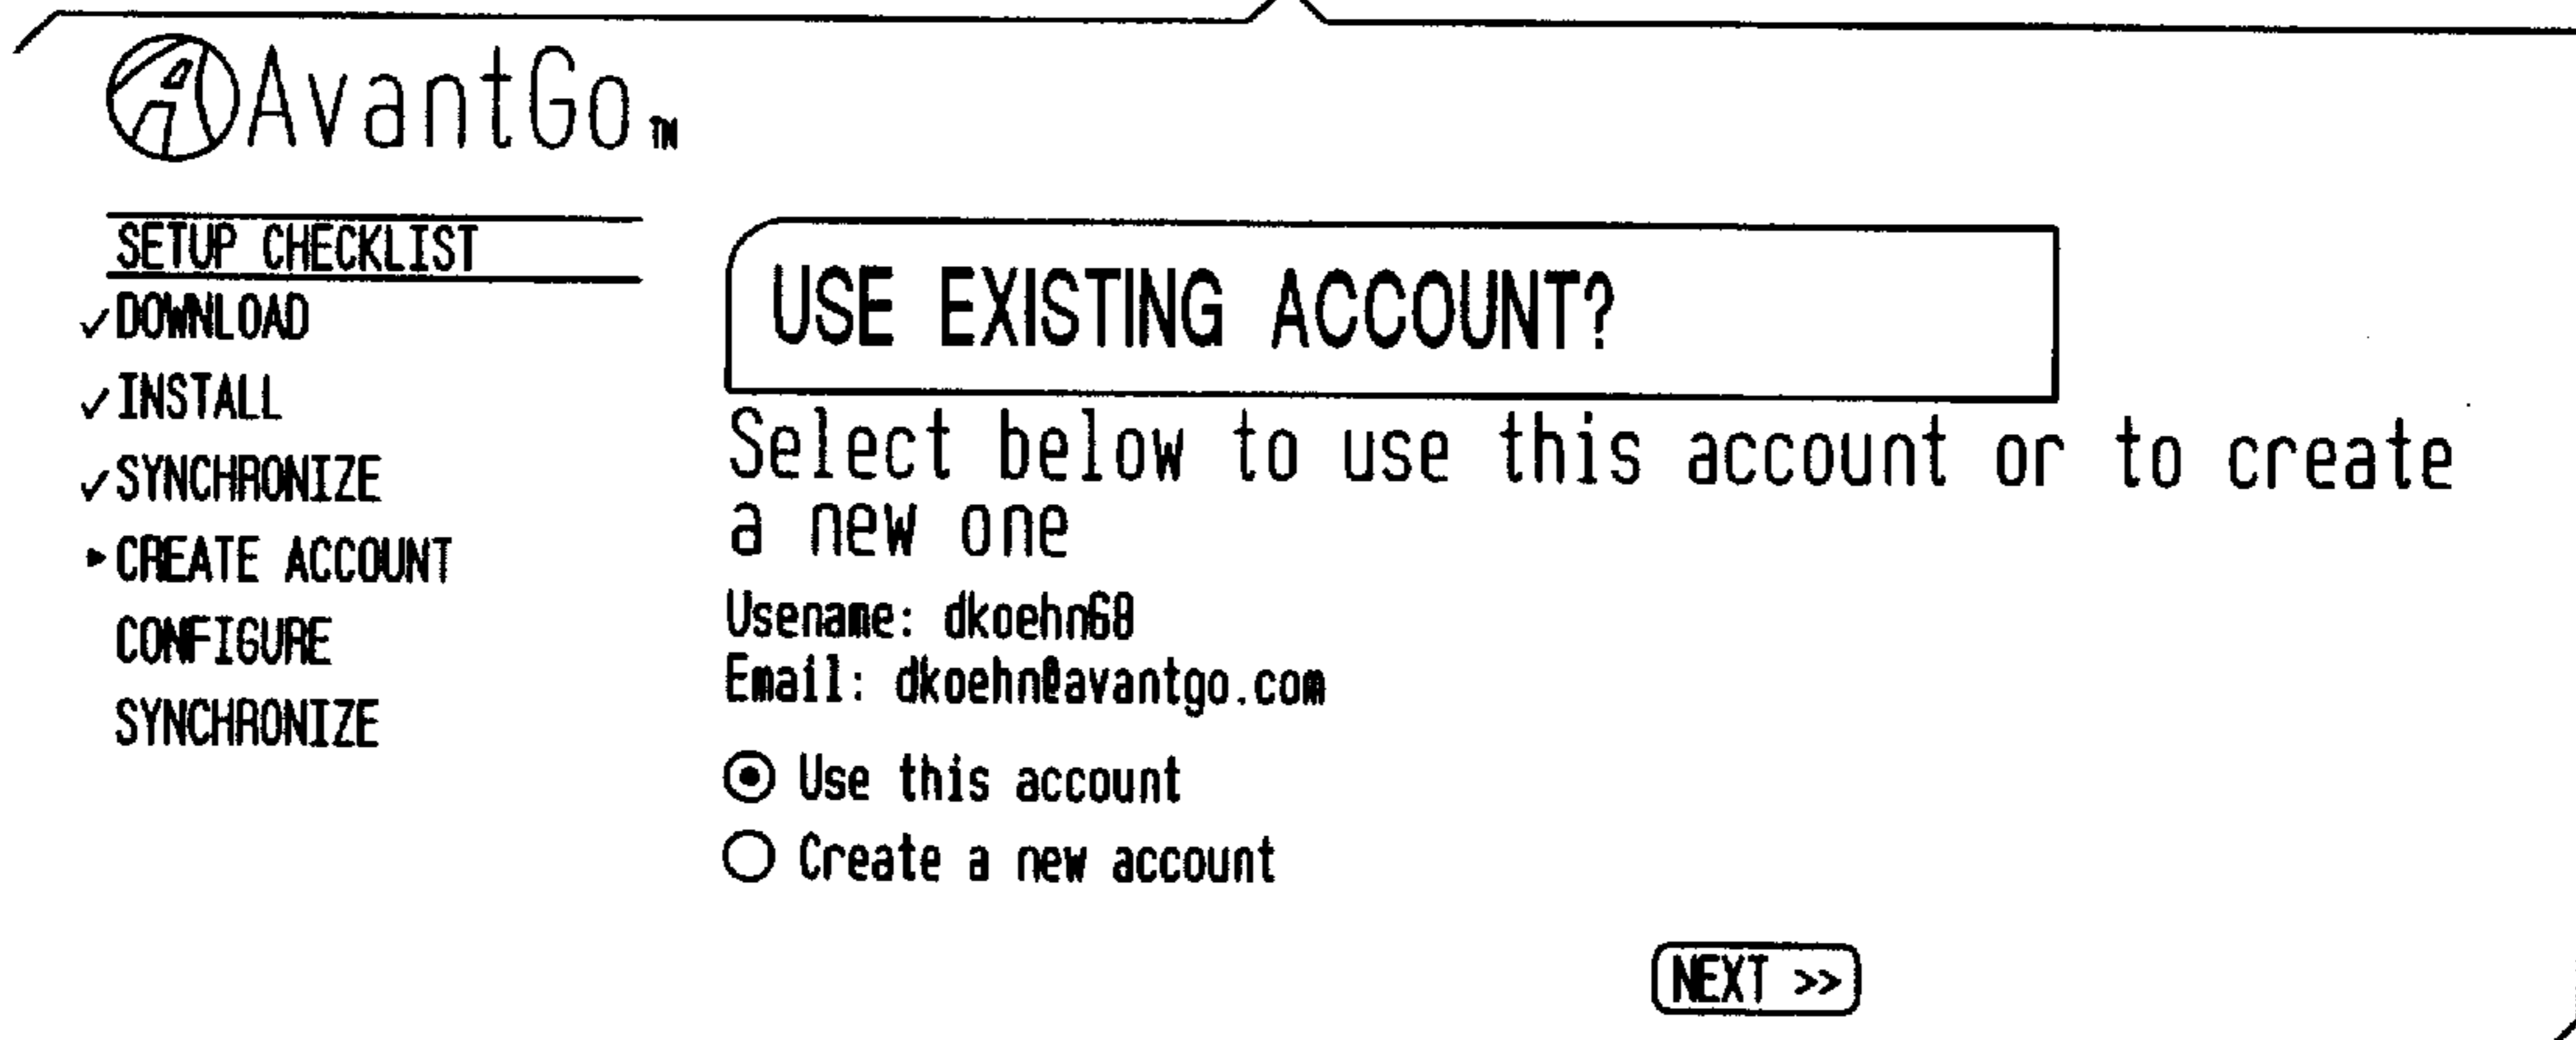 AvantGo™
SETUP CHECKLIST
✓DOWNLOAD
✓INSTALL
✓SYNCHRONIZE
▸CREATE ACCOUNT
CONFIGURE
SYNCHRONIZE
USE EXISTING ACCOUNT?
Select below to use this account or to create
a new one
Usename: dkoehn68
Email: dkoehn@avantgo.com
Use this account
Create a new account
NEXT >>